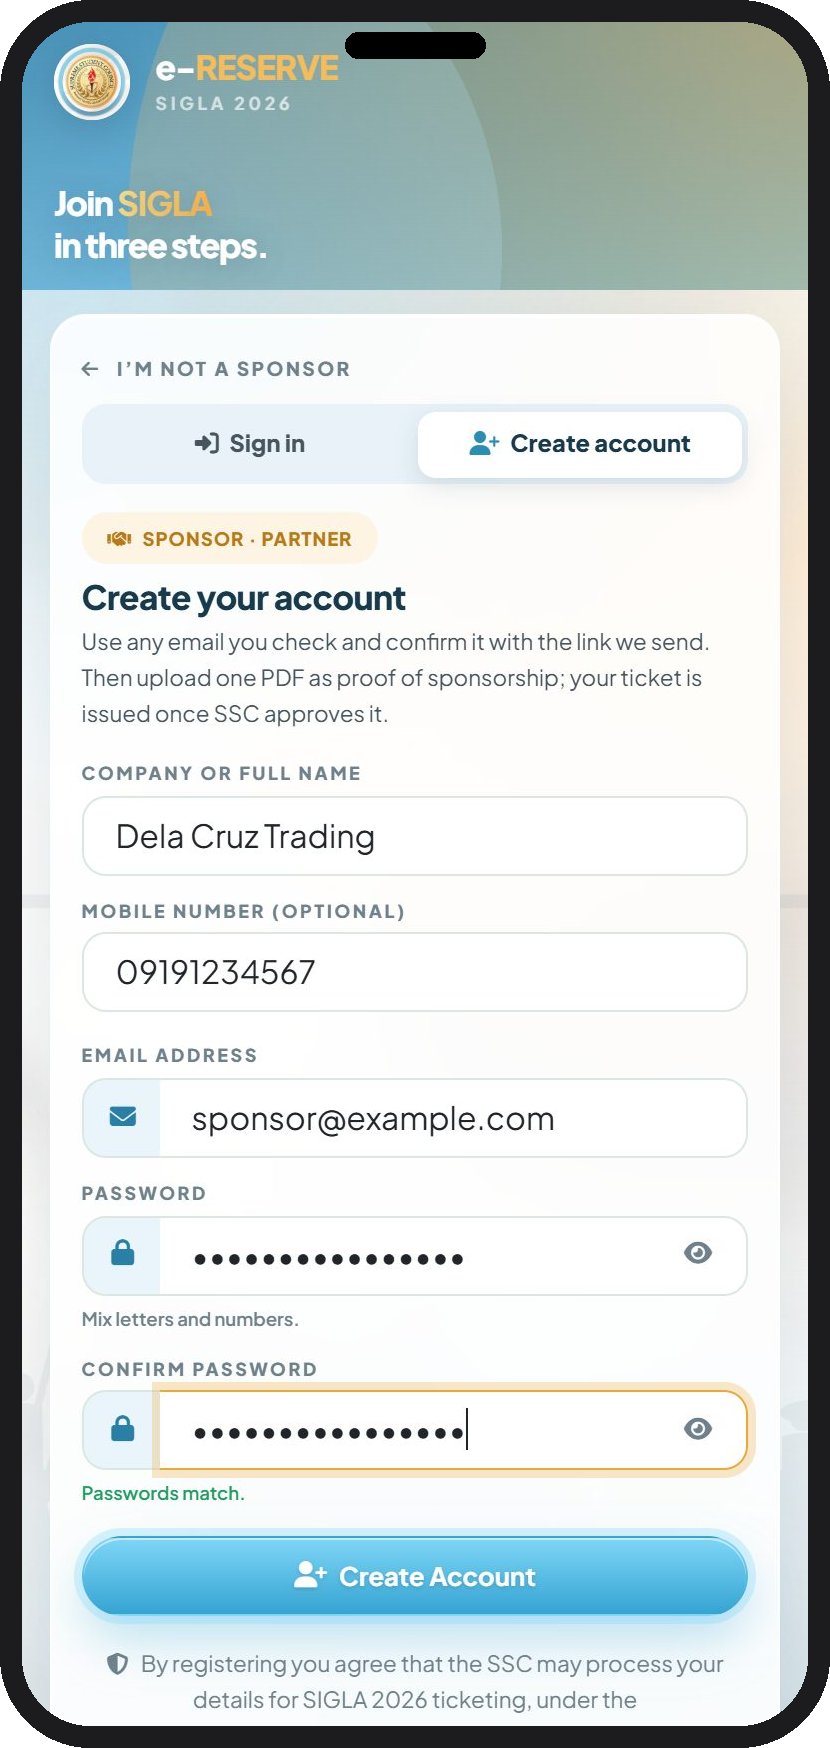 e-RESERVE
SIGLA 2026
Join SIGLA
in three steps.
← I'M NOT A SPONSOR
Sign in
Create account
SPONSOR · PARTNER
Create your account
Use any email you check and confirm it with the link we send.
Then upload one PDF as proof of sponsorship; your ticket is
issued once SSC approves it.
COMPANY OR FULL NAME
Dela Cruz Trading
MOBILE NUMBER (OPTIONAL)
09191234567
EMAIL ADDRESS
sponsor@example.com
PASSWORD
••••••••••••••••
Mix letters and numbers.
CONFIRM PASSWORD
••••••••••••••••
Passwords match.
Create Account
By registering you agree that the SSC may process your
details for SIGLA 2026 ticketing, under the